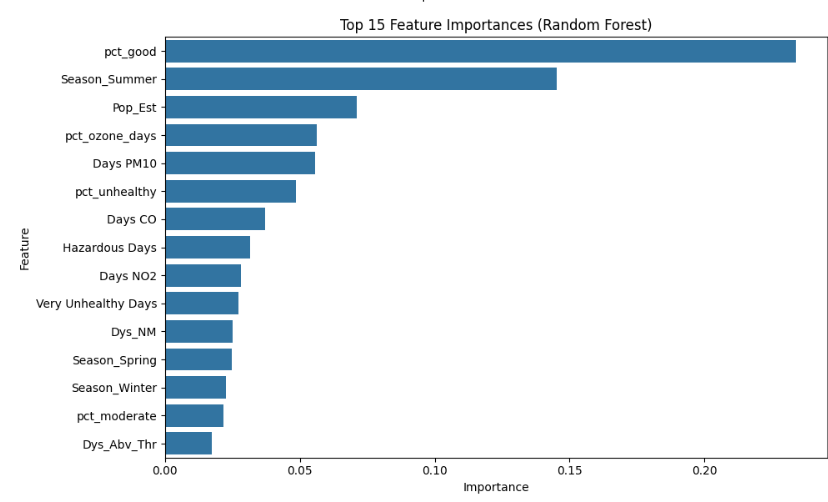 Top 15 Feature Importances (Random Forest)
pct_good
Season_Summer
Pop_Est
pct_ozone_days
Days PM10
pct_unhealthy
Days CO
Hazardous Days
Days NO2
Very Unhealthy Days
Dys_NM
Season_Spring
Season_Winter
pct_moderate
Dys_Abv_Thr
Feature
0.00 0.05 0.10 0.15 0.20
Importance